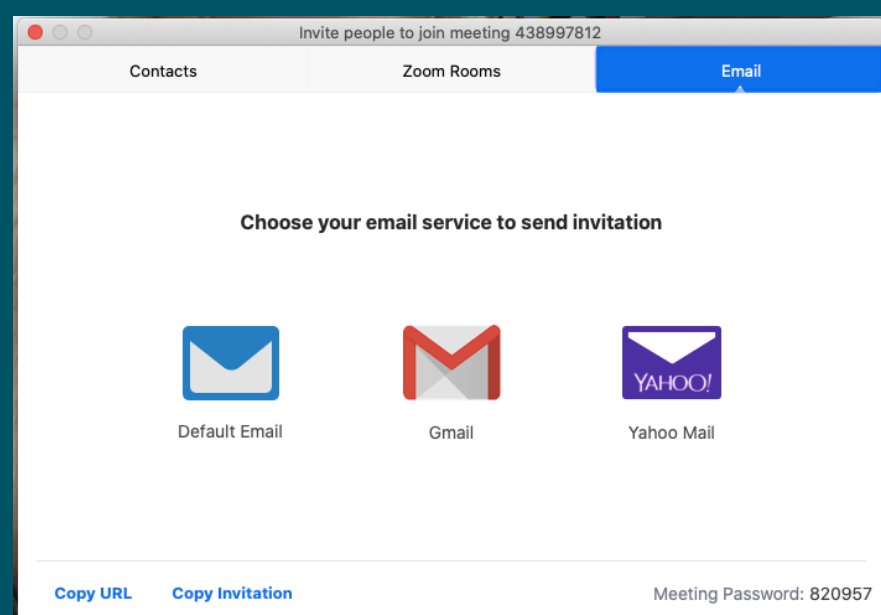 Invite people to join meeting 438997812
Contacts Zoom Rooms Email
Choose your email service to send invitation
YAHOO!
Default Email Gmail Yahoo Mail
Copy URL Copy Invitation Meeting Password: 820957